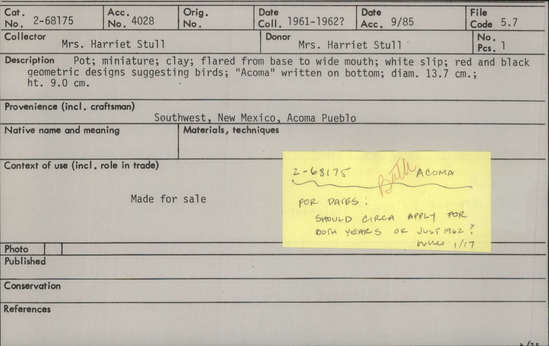 Cat. No. 2-68175 Acc. No. 4028 Orig. No. Date Coll. 1961-1962? Date Acc. 9/85 File Code 5.7
Collector Mrs. Harriet Stull Donor Mrs. Harriet Stull No. Pcs. 1
Description Pot; miniature; clay; flared from base to wide mouth; white slip; red and black
geometric designs suggesting birds; "Acoma" written on bottom; diam. 13.7 cm.;
ht. 9.0 cm.
Provenience (incl. craftsman)
Southwest, New Mexico, Acoma Pueblo
Native name and meaning Materials, techniques
Context of use (incl. role in trade)
Made for sale
2-68175 Both ACOMA
FOR DATES:
SHOULD CIRCA APPLY FOR
BOTH YEARS OR JUST 1962?
1/17
Photo
Published
Conservation
References